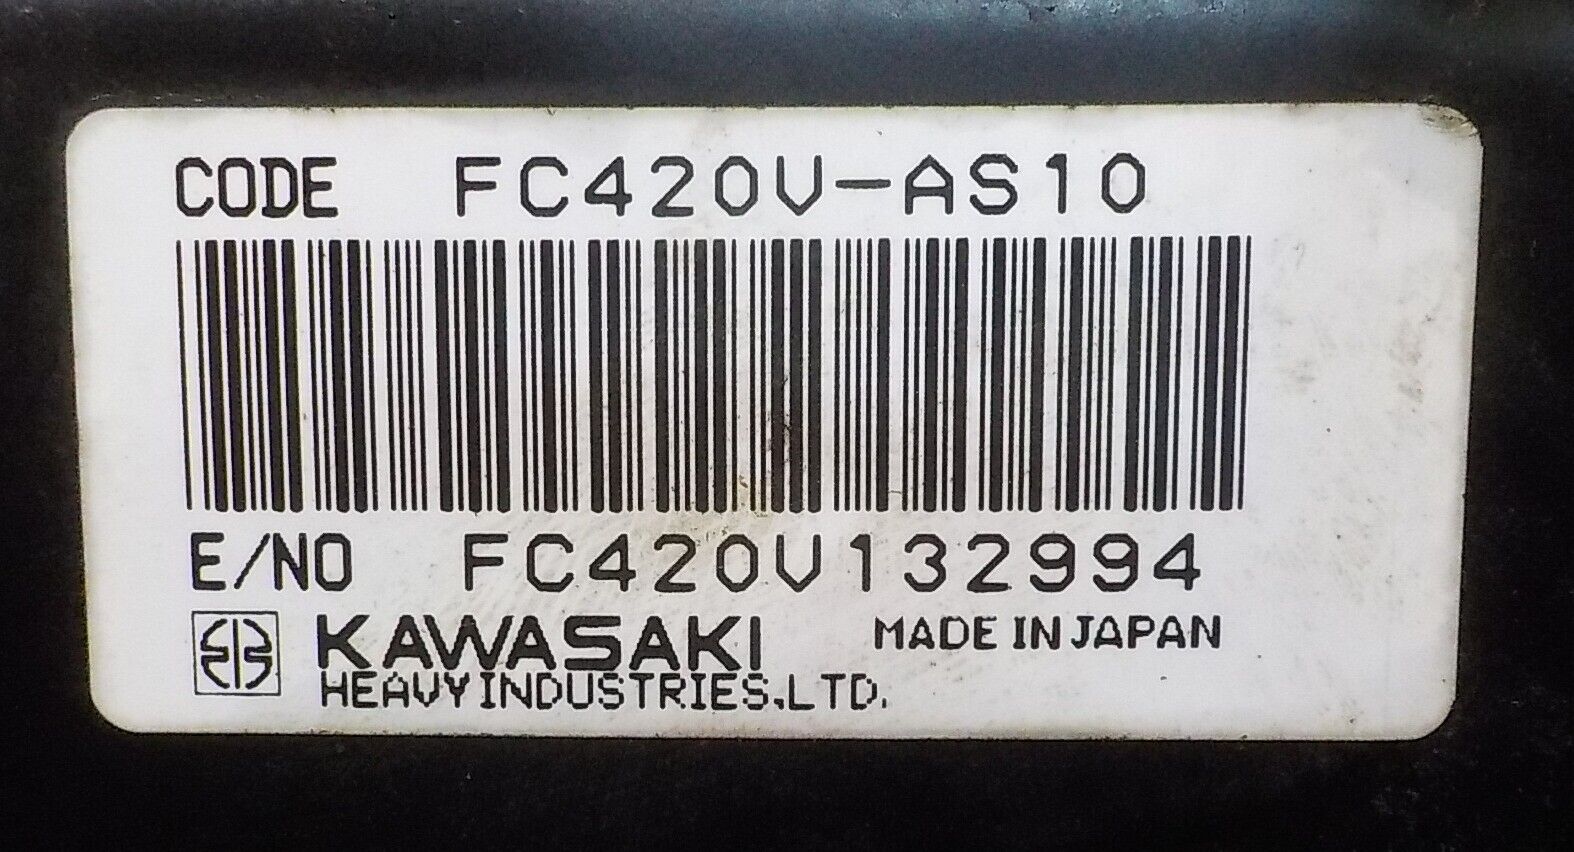 CODE FC420V-AS10
E/NO FC420V132994
KAWASAKI MADE IN JAPAN
HEAVY INDUSTRIES,LTD.